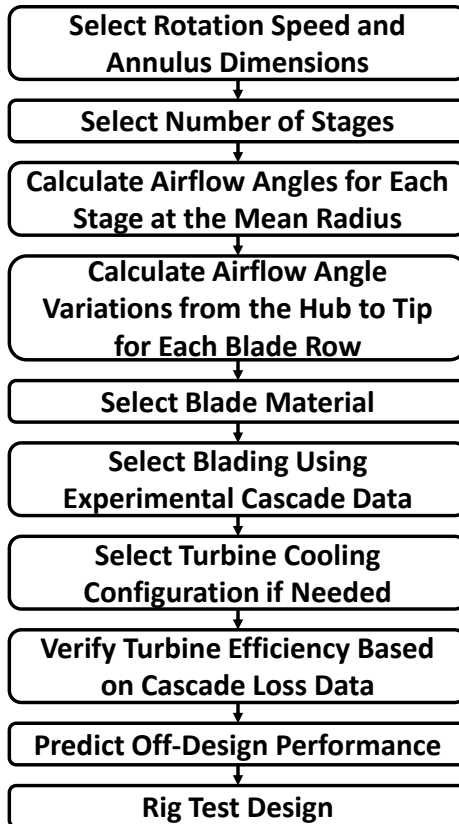 Select Rotation Speed and
Annulus Dimensions
Select Number of Stages
Calculate Airflow Angles for Each
Stage at the Mean Radius
Calculate Airflow Angle
Variations from the Hub to Tip
for Each Blade Row
Select Blade Material
Select Blading Using
Experimental Cascade Data
Select Turbine Cooling
Configuration if Needed
Verify Turbine Efficiency Based
on Cascade Loss Data
Predict Off-Design Performance
Rig Test Design